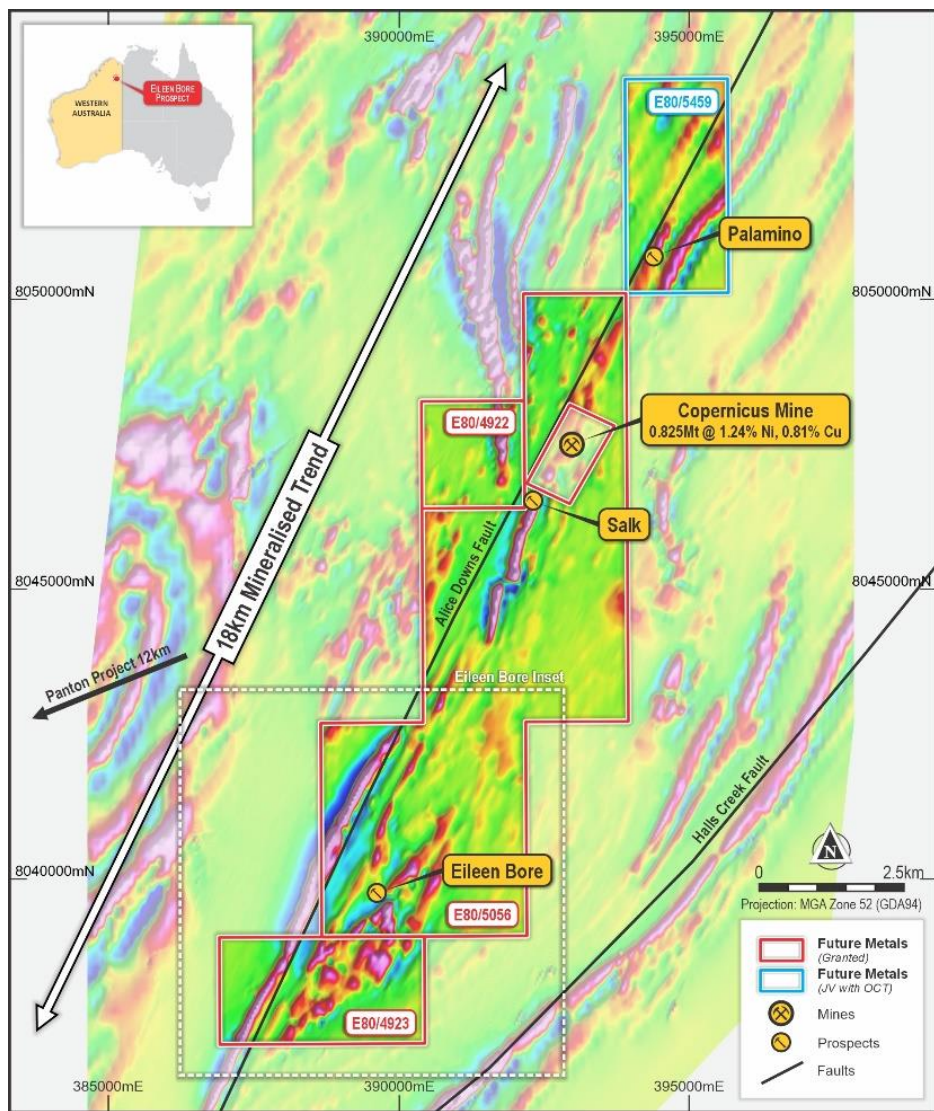 390000mE
395000mE
WESTERN
AUSTRALIA
EILEEN BORE
PROSPECT
E80/5459
Palamino
8050000mN
8050000mN
E80/4922
Copernicus Mine
0.825Mt @ 1.24% Ni, 0.81% Cu
Salk
18km Mineralised Trend
Alice Downs Fault
8045000mN
8045000mN
Panton Project 12km
Eileen Bore Inset
Halls Creek Fault
N
8040000mN
Eileen Bore
0
2.5km
Projection: MGA Zone 52 (GDA94)
E80/5056
E80/4923
Future Metals
(Granted)
Future Metals
(JV with OCT)
Mines
Prospects
Faults
385000mE
390000mE
395000mE